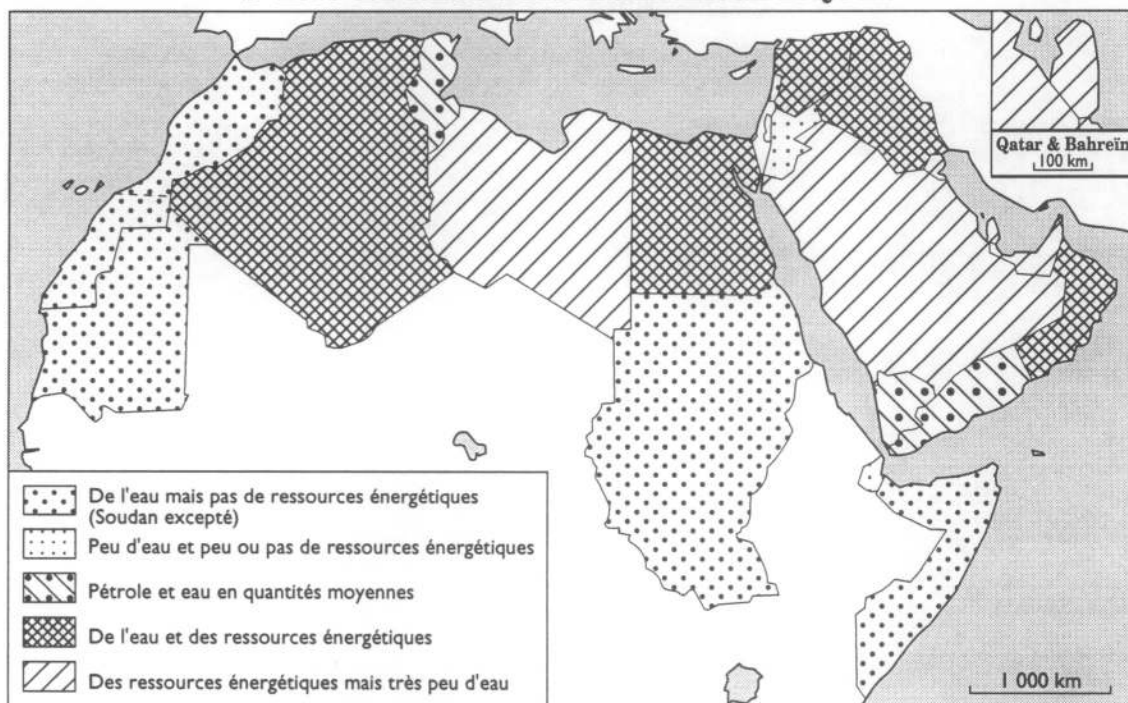 Qatar & Bahreïn
100 km
De l'eau mais pas de ressources énergétiques
(Soudan excepté)
Peu d'eau et peu ou pas de ressources énergétiques
Pétrole et eau en quantités moyennes
De l'eau et des ressources énergétiques
Des ressources énergétiques mais très peu d'eau
1 000 km